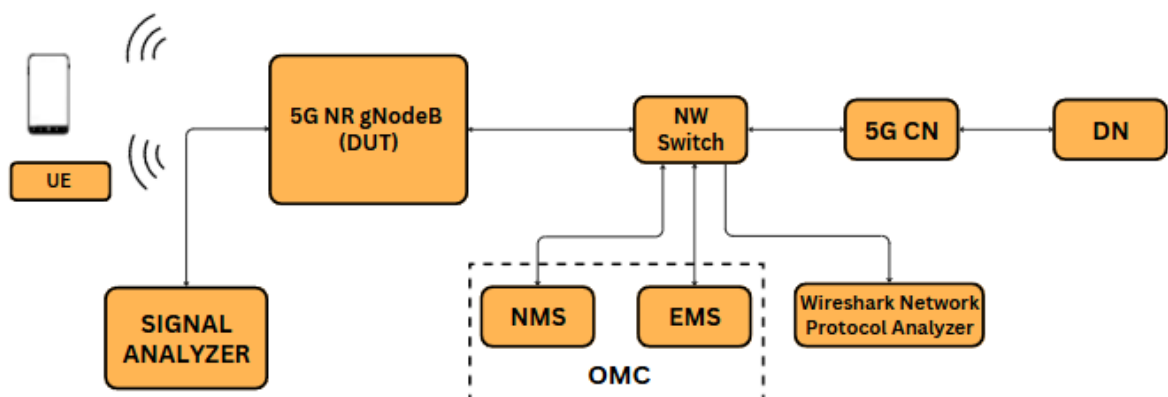 UE
5G NR gNodeB
(DUT)
NW
Switch
5G CN
DN
SIGNAL
ANALYZER
NMS
EMS
OMC
Wireshark Network
Protocol Analyzer